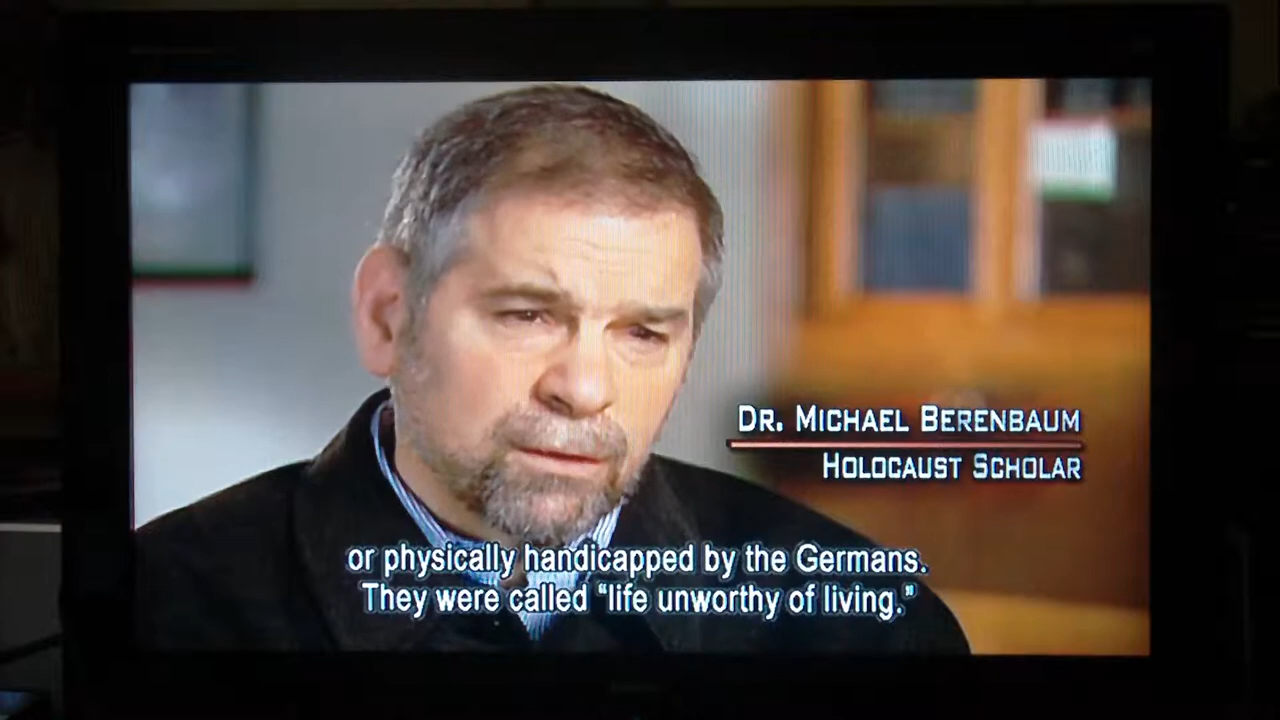 DR. MICHAEL BERENBAUM
HOLOCAUST SCHOLAR
or physically handicapped by the Germans.
They were called "life unworthy of living."